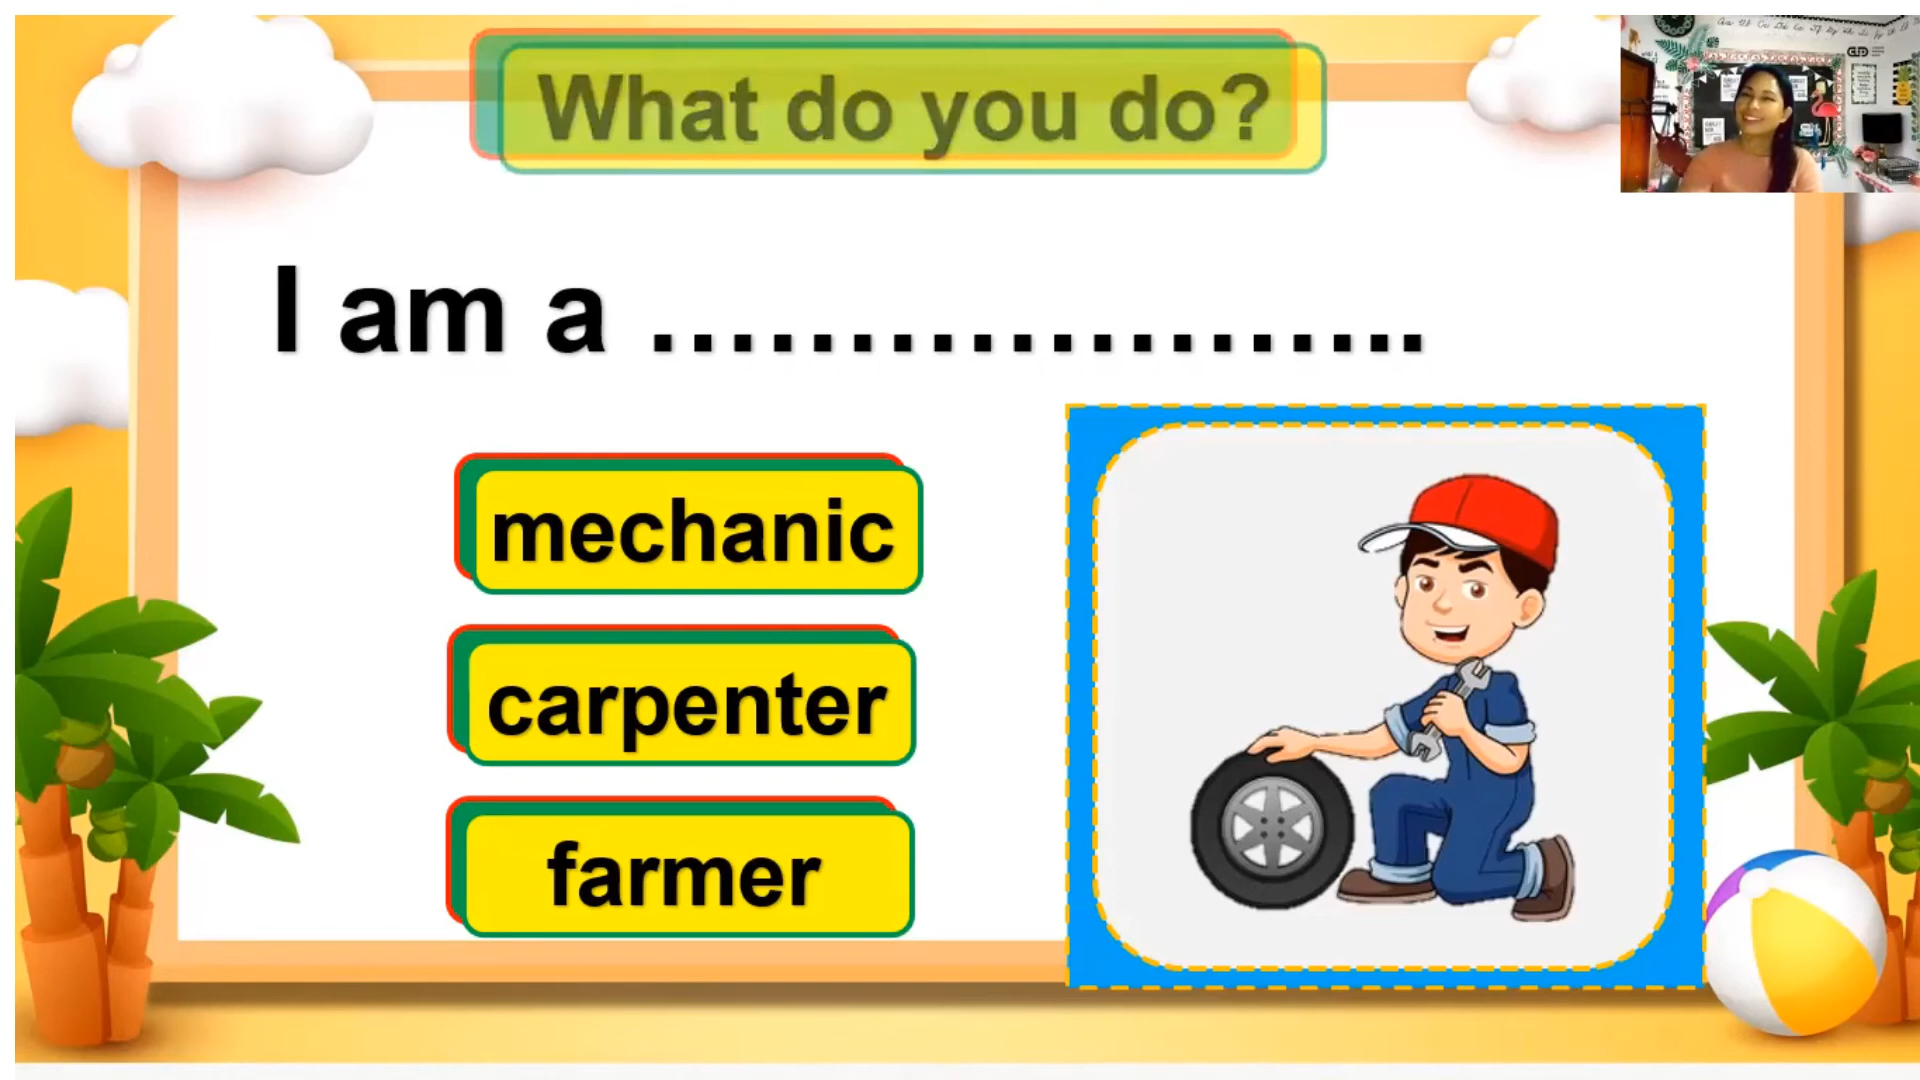 What do you do?
I am a ....................
mechanic
carpenter
farmer